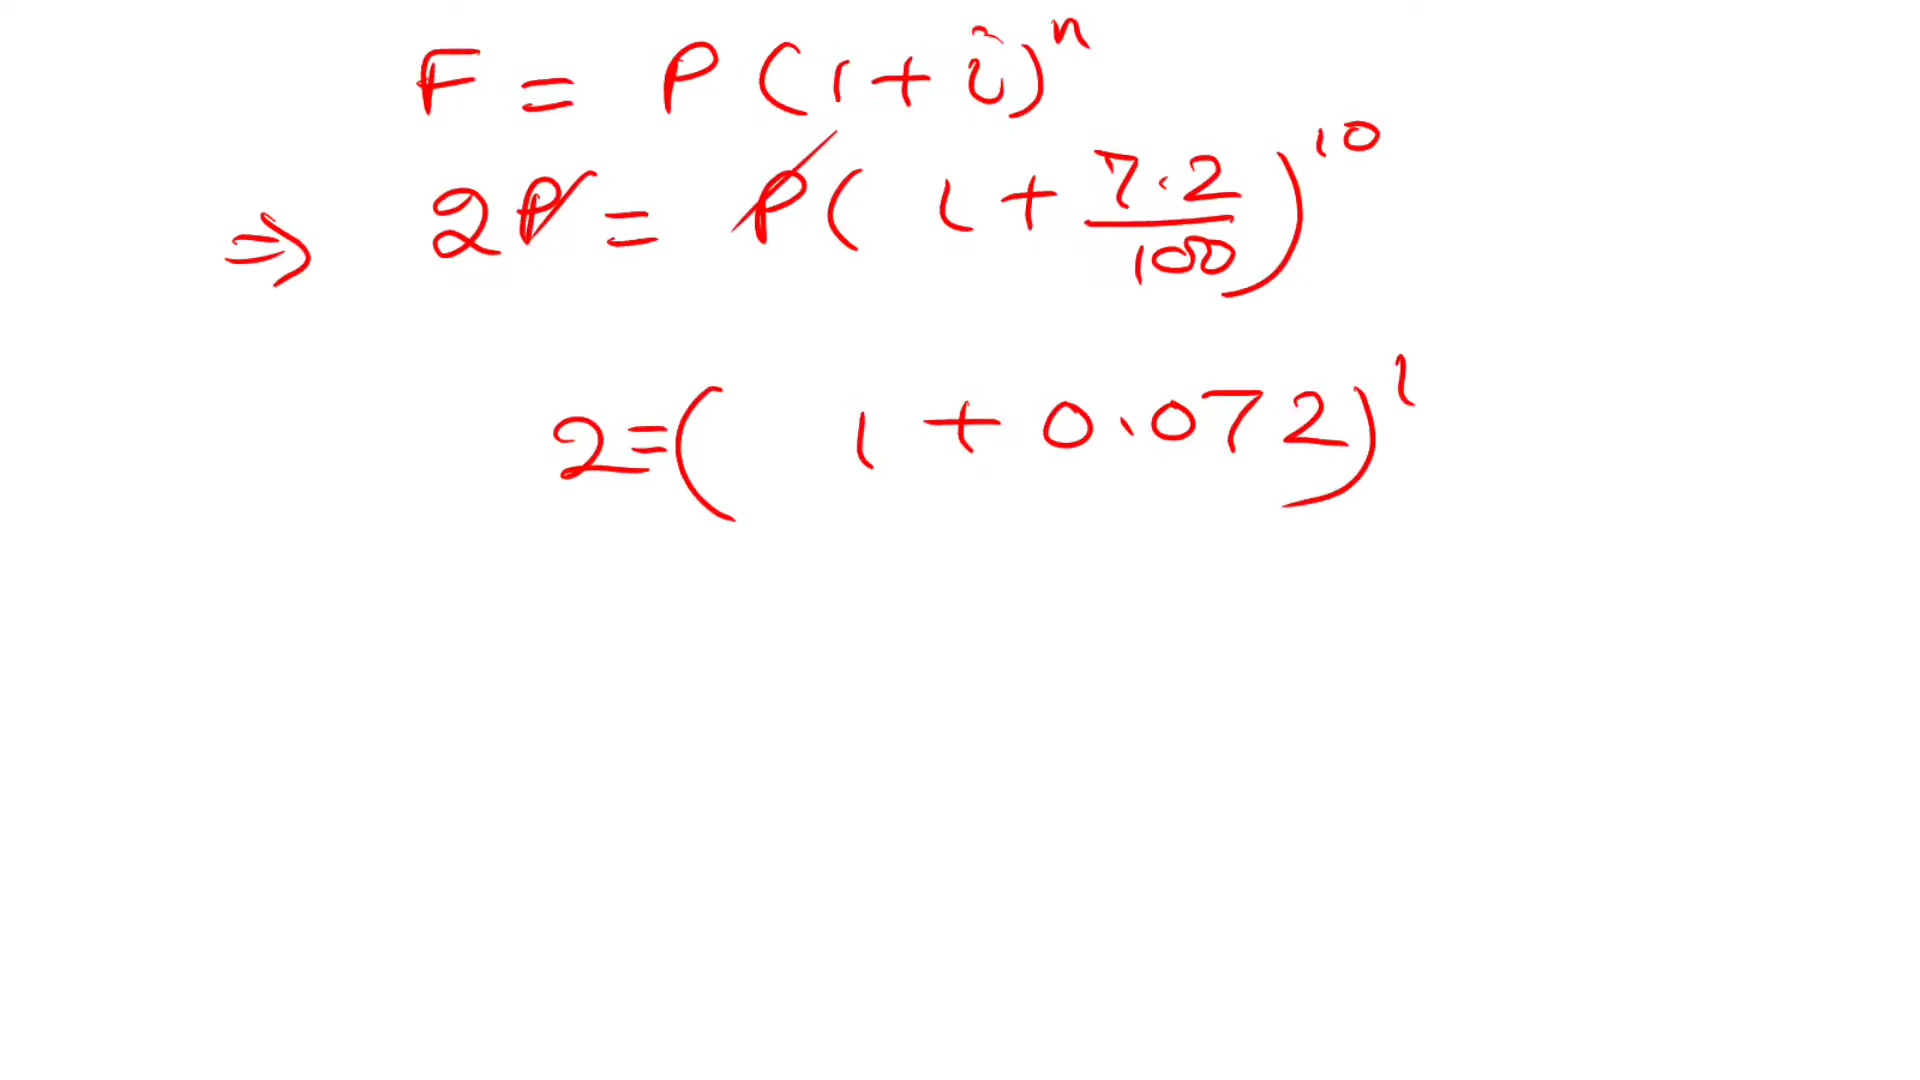 F = P(1+i)^n
⇒ 2P = P(1 + 7.2/100)^10
2 = (1 + 0.072)^1